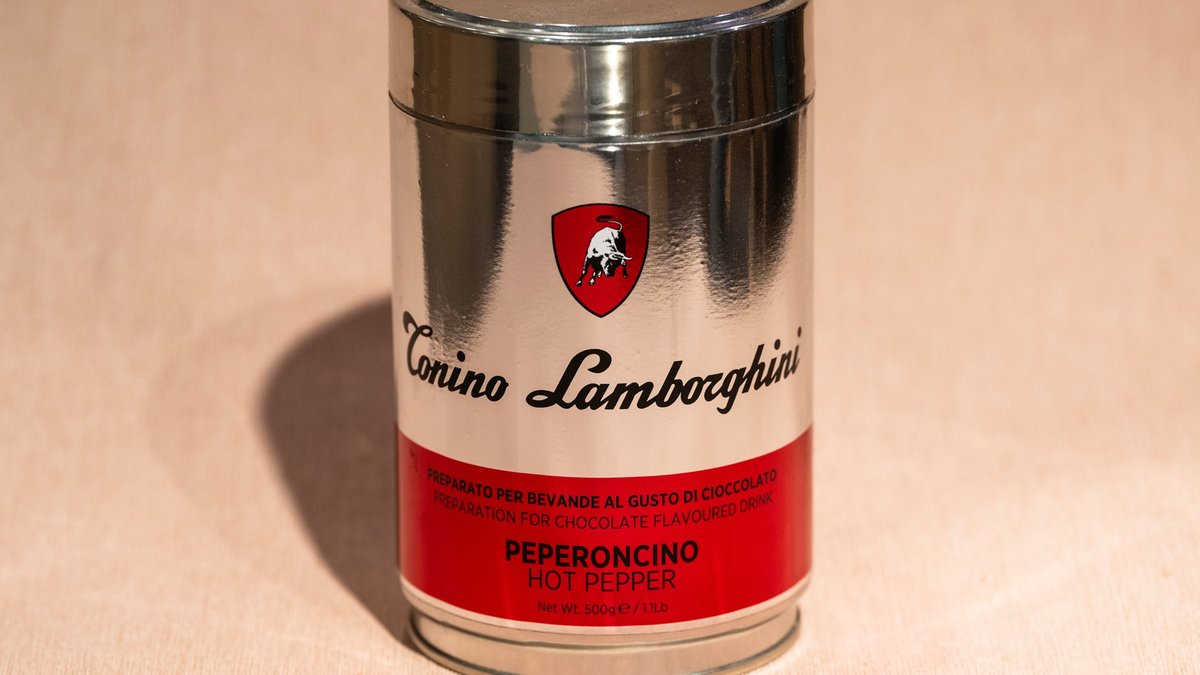 Tonino Lamborghini
PREPARATO PER BEVANDE AL GUSTO DI CIOCCOLATO
PREPARATION FOR CHOCOLATE FLAVOURED DRINK
PEPERONCINO
HOT PEPPER
Net Wt. 500g ℮ / 1.1Lb